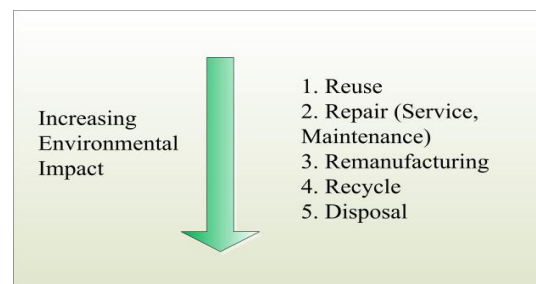 Increasing
Environmental
Impact
1. Reuse
2. Repair (Service,
Maintenance)
3. Remanufacturing
4. Recycle
5. Disposal